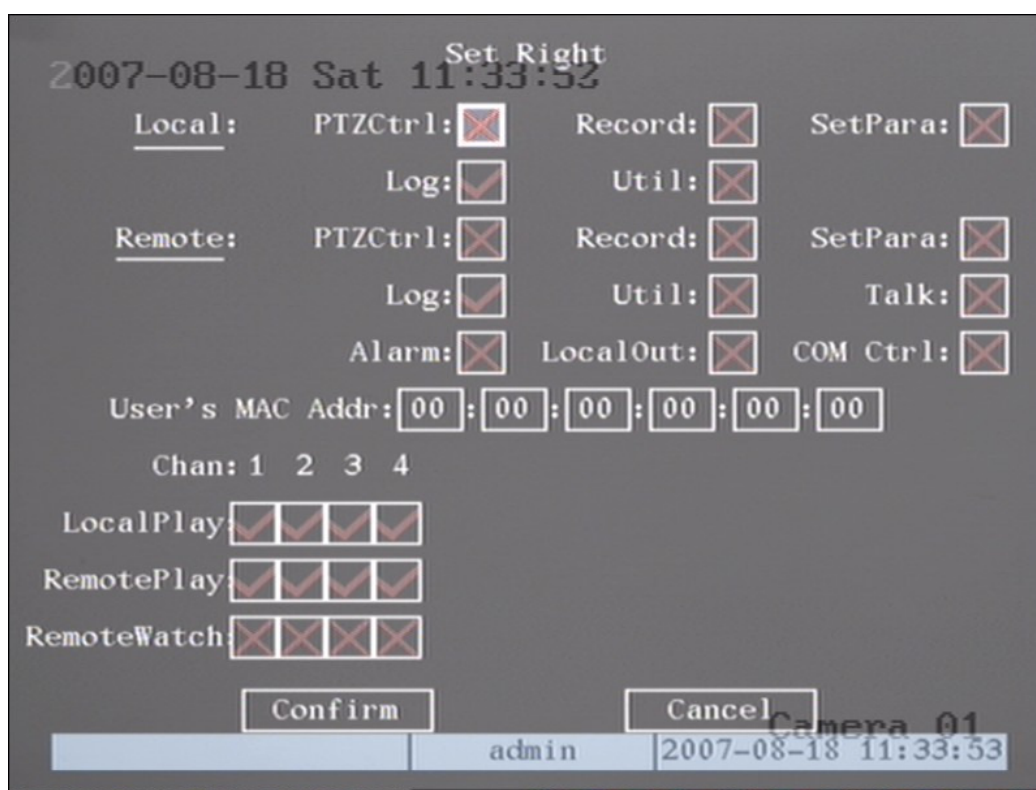 Set Right
2007-08-18 Sat 11:33:53
Local: PTZCtrl: Record: SetPara:
Log: Util:
Remote: PTZCtrl: Record: SetPara:
Log: Util: Talk:
Alarm: LocalOut: COM Ctrl:
User's MAC Addr: 00 : 00 : 00 : 00 : 00 : 00
Chan: 1 2 3 4
LocalPlay:
RemotePlay:
RemoteWatch:
Confirm Cancel
Camera 01
admin 2007-08-18 11:33:53